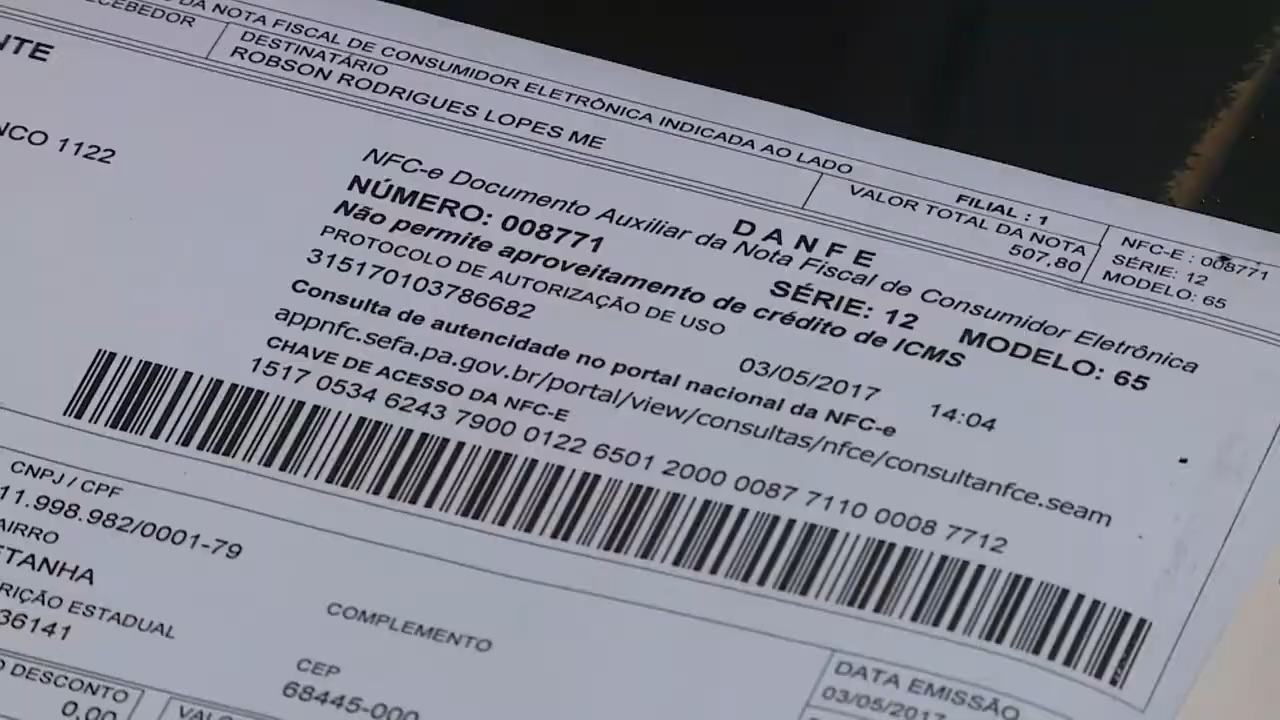 DA NOTA FISCAL DE CONSUMIDOR ELETRÔNICA INDICADA AO LADO
CEBEDOR
DESTINATÁRIO
ROBSON RODRIGUES LOPES ME
FILIAL : 1
VALOR TOTAL DA NOTA
507,80
NFC-E : 008771
SÉRIE: 12
MODELO: 65
NTE
NCO 1122
DANFE
NFC-e Documento Auxiliar da Nota Fiscal de Consumidor Eletrônica
NÚMERO: 008771 SÉRIE: 12 MODELO: 65
Não permite aproveitamento de crédito de ICMS
PROTOCOLO DE AUTORIZAÇÃO DE USO
315170103786682 03/05/2017 14:04
Consulta de autencidade no portal nacional da NFC-e
appnfc.sefa.pa.gov.br/portal/view/consultas/nfce/consultanfce.seam
CHAVE DE ACESSO DA NFC-E
1517 0534 6243 7900 0122 6501 2000 0087 7110 0008 7712
CNPJ / CPF
11.998.982/0001-79
AIRRO
ETANHA
COMPLEMENTO
RIÇÃO ESTADUAL
36141
CEP
68445-000
DATA EMISSÃO
03/05/2017
O DESCONTO
0,00
VALO